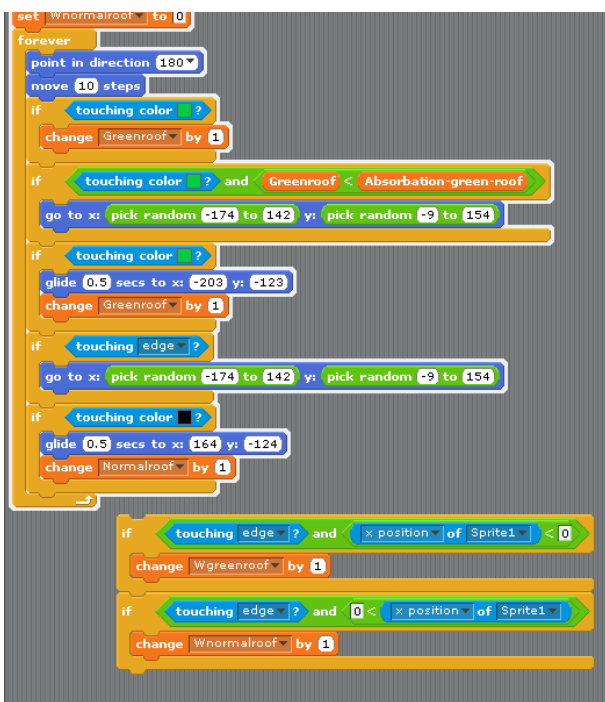 set Wnormalroof to 0
forever
point in direction 180
move 10 steps
if touching color ?
change Greenroof by 1
if touching color ? and Greenroof < Absorbation-green-roof
go to x: pick random -174 to 142 y: pick random -9 to 154
if touching color ?
glide 0.5 secs to x: -203 y: -123
change Greenroof by 1
if touching edge ?
go to x: pick random -174 to 142 y: pick random -9 to 154
if touching color ?
glide 0.5 secs to x: 164 y: -124
change Normalroof by 1
if touching edge ? and x position of Sprite1 < 0
change Wgreenroof by 1
if touching edge ? and 0 < x position of Sprite1
change Wnormalroof by 1